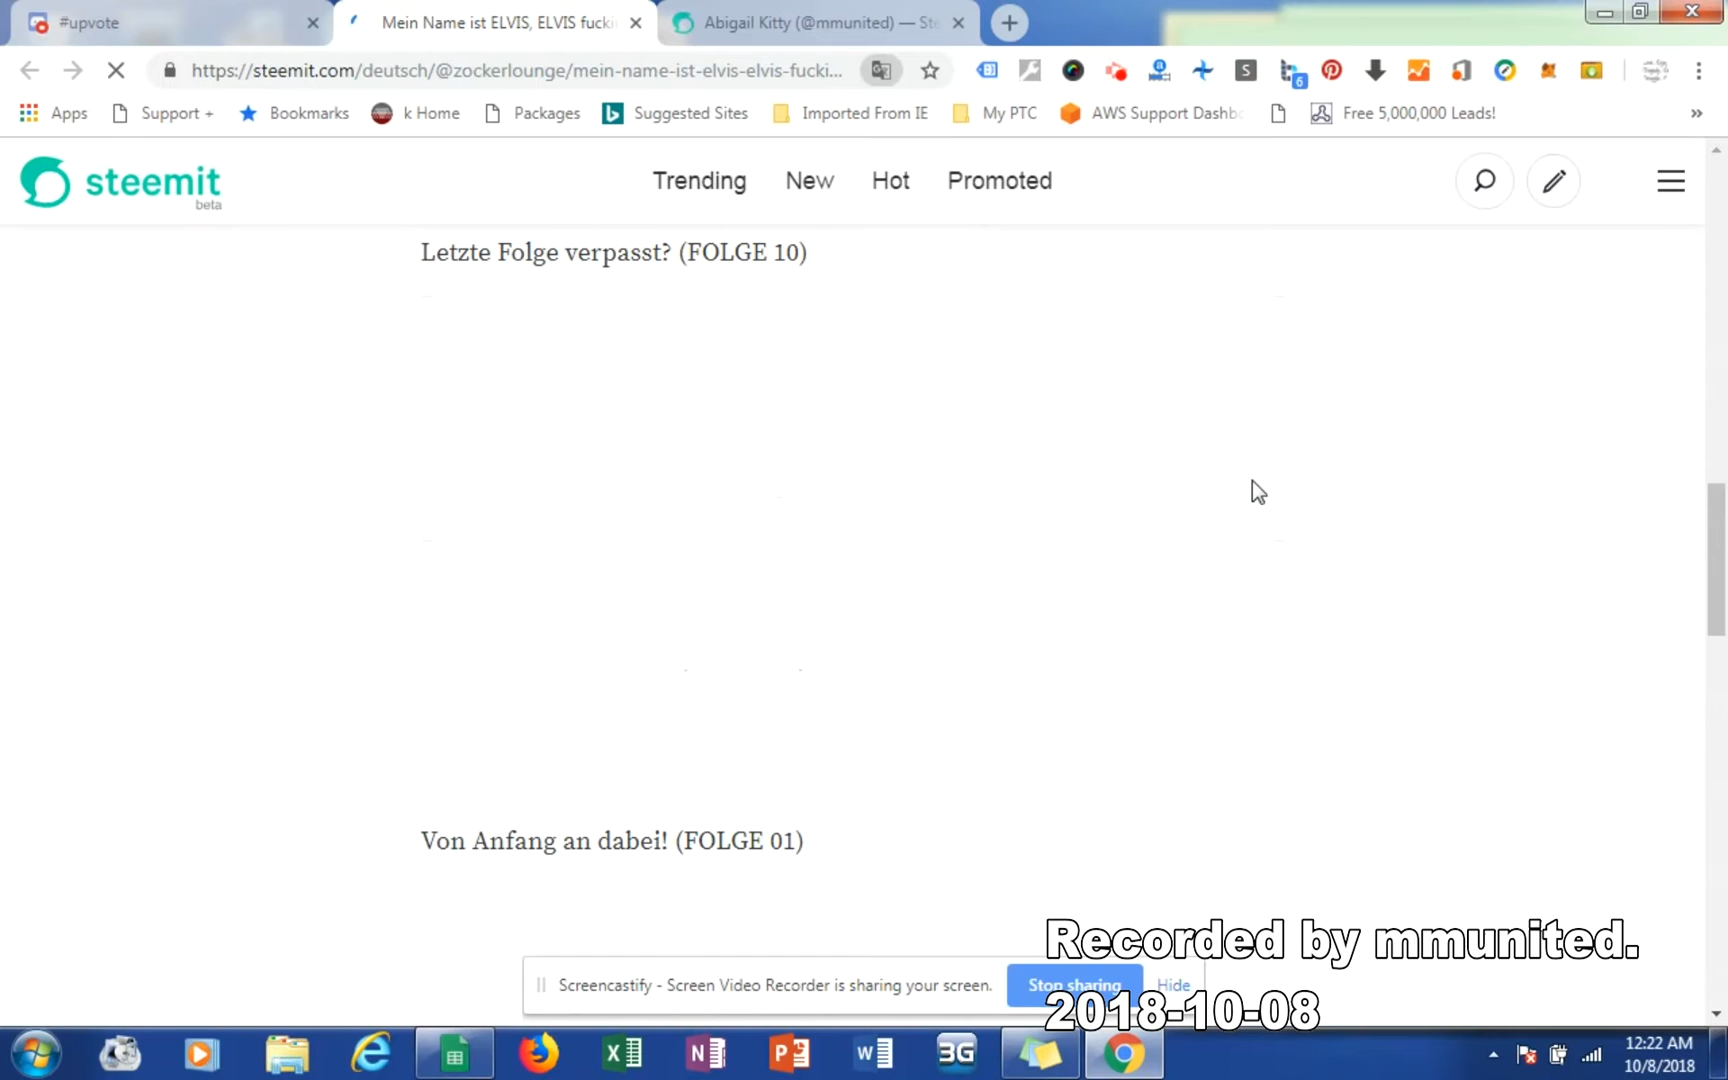 #upvote
Mein Name ist ELVIS, ELVIS fucki
Abigail Kitty (@mmunited) — Ste
https://steemit.com/deutsch/@zockerlounge/mein-name-ist-elvis-elvis-fucki...
S
6
Apps
Support +
Bookmarks
k Home
Packages
Suggested Sites
Imported From IE
My PTC
AWS Support Dashbo
Free 5,000,000 Leads!
»
steemit
beta
Trending
New
Hot
Promoted
Letzte Folge verpasst? (FOLGE 10)
Von Anfang an dabei! (FOLGE 01)
Recorded by mmunited.
Screencastify - Screen Video Recorder is sharing your screen.
Stop sharing
Hide
2018-10-08
3G
12:22 AM
10/8/2018